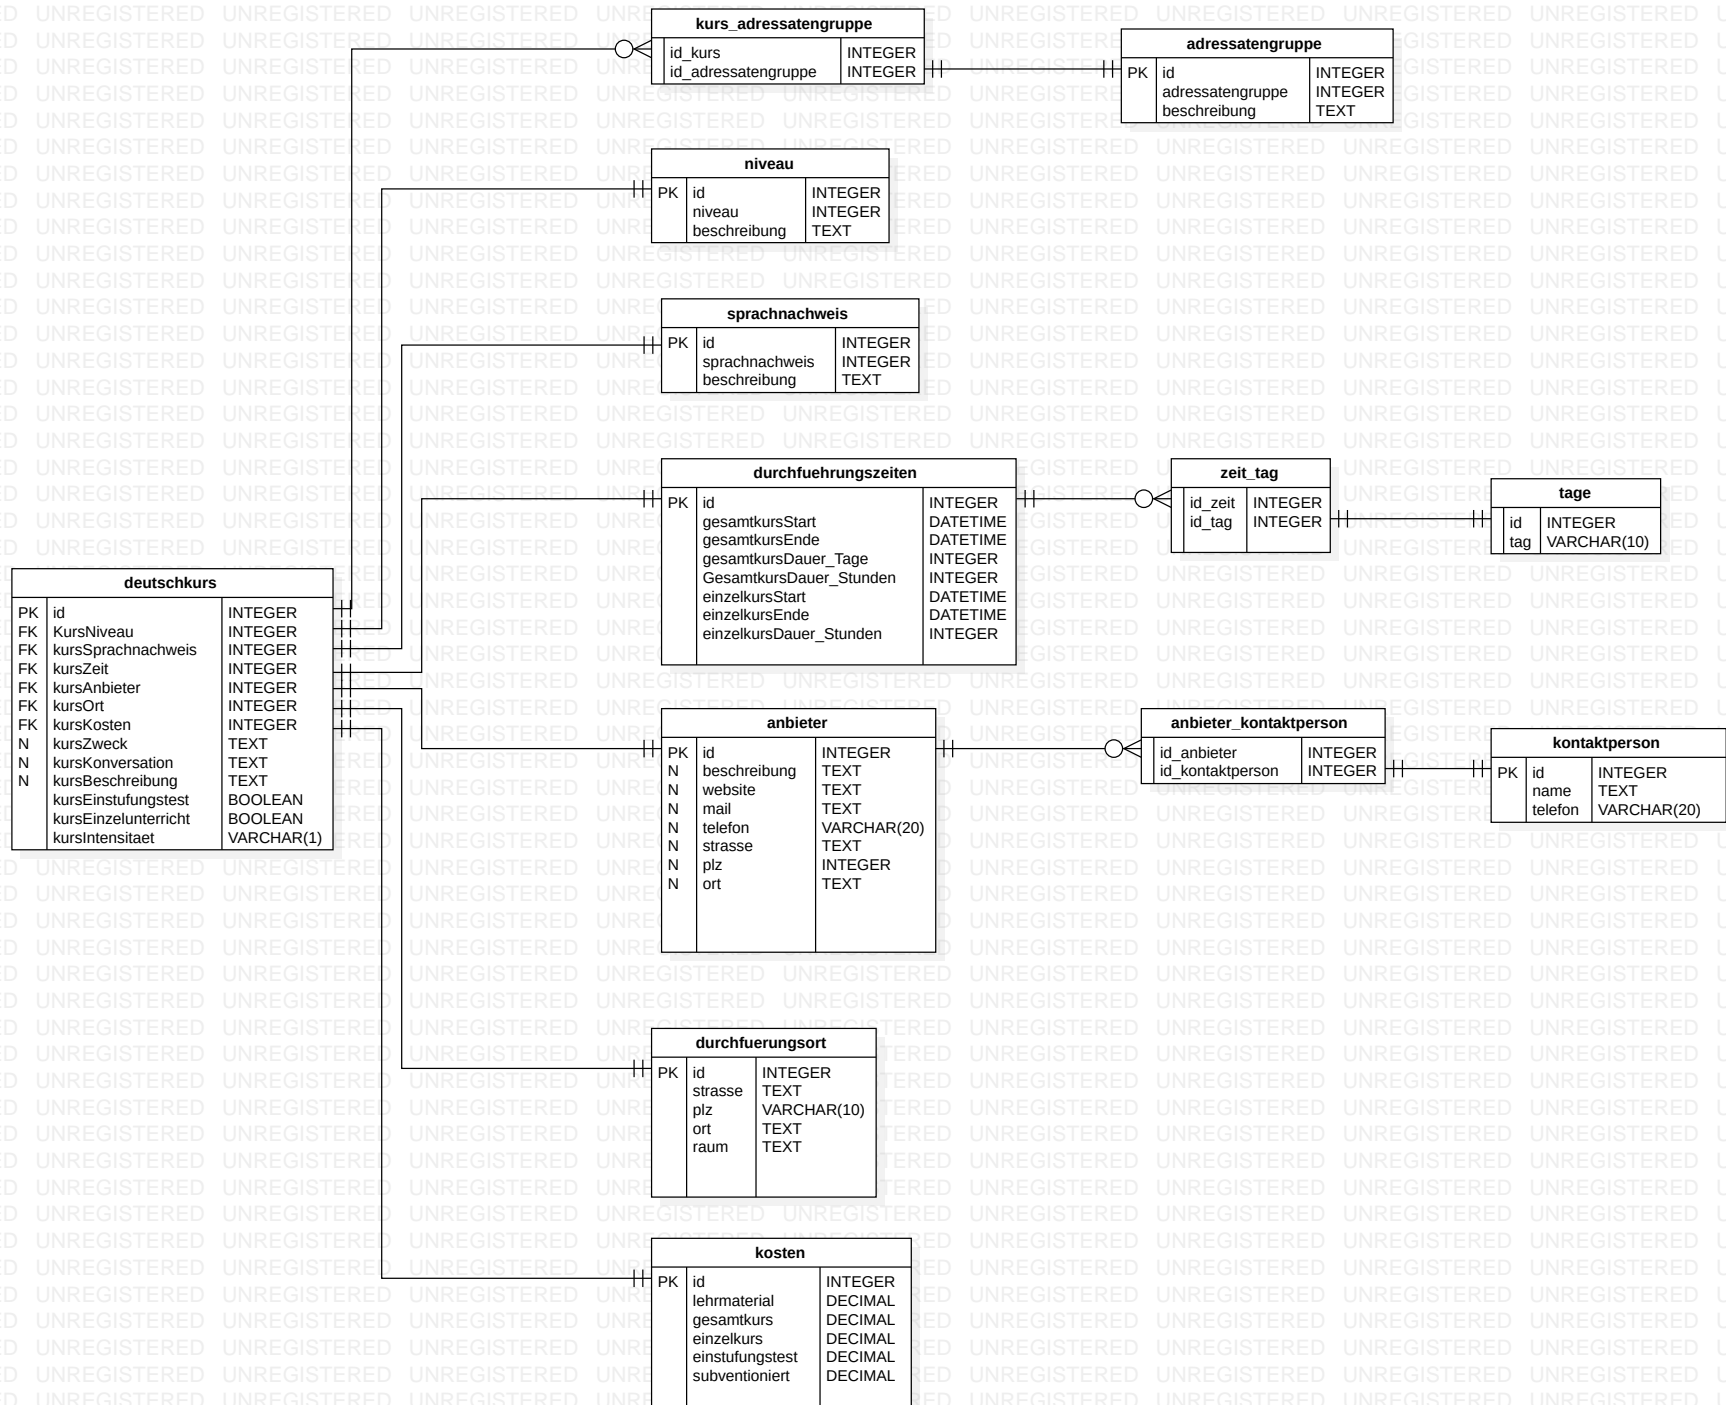 kurs_adressatengruppe
id_kurs INTEGER
id_adressatengruppe INTEGER
adressatengruppe
PK id INTEGER
adressatengruppe INTEGER
beschreibung TEXT
niveau
PK id INTEGER
niveau INTEGER
beschreibung TEXT
sprachnachweis
PK id INTEGER
sprachnachweis INTEGER
beschreibung TEXT
durchfuehrungszeiten
PK id INTEGER
gesamtkursStart DATETIME
gesamtkursEnde DATETIME
gesamtkursDauer_Tage INTEGER
GesamtkursDauer_Stunden INTEGER
einzelkursStart DATETIME
einzelkursEnde DATETIME
einzelkursDauer_Stunden INTEGER
zeit_tag
id_zeit INTEGER
id_tag INTEGER
tage
id INTEGER
tag VARCHAR(10)
deutschkurs
PK id INTEGER
FK KursNiveau INTEGER
FK kursSprachnachweis INTEGER
FK kursZeit INTEGER
FK kursAnbieter INTEGER
FK kursOrt INTEGER
FK kursKosten INTEGER
N kursZweck TEXT
N kursKonversation TEXT
N kursBeschreibung TEXT
kursEinstufungstest BOOLEAN
kursEinzelunterricht BOOLEAN
kursIntensitaet VARCHAR(1)
anbieter
PK id INTEGER
N beschreibung TEXT
N website TEXT
N mail TEXT
N telefon VARCHAR(20)
N strasse TEXT
N plz INTEGER
N ort TEXT
anbieter_kontaktperson
id_anbieter INTEGER
id_kontaktperson INTEGER
kontaktperson
PK id INTEGER
name TEXT
telefon VARCHAR(20)
durchfuerungsort
PK id INTEGER
strasse TEXT
plz VARCHAR(10)
ort TEXT
raum TEXT
kosten
PK id INTEGER
lehrmaterial DECIMAL
gesamtkurs DECIMAL
einzelkurs DECIMAL
einstufungstest DECIMAL
subventioniert DECIMAL
UNREGISTERED